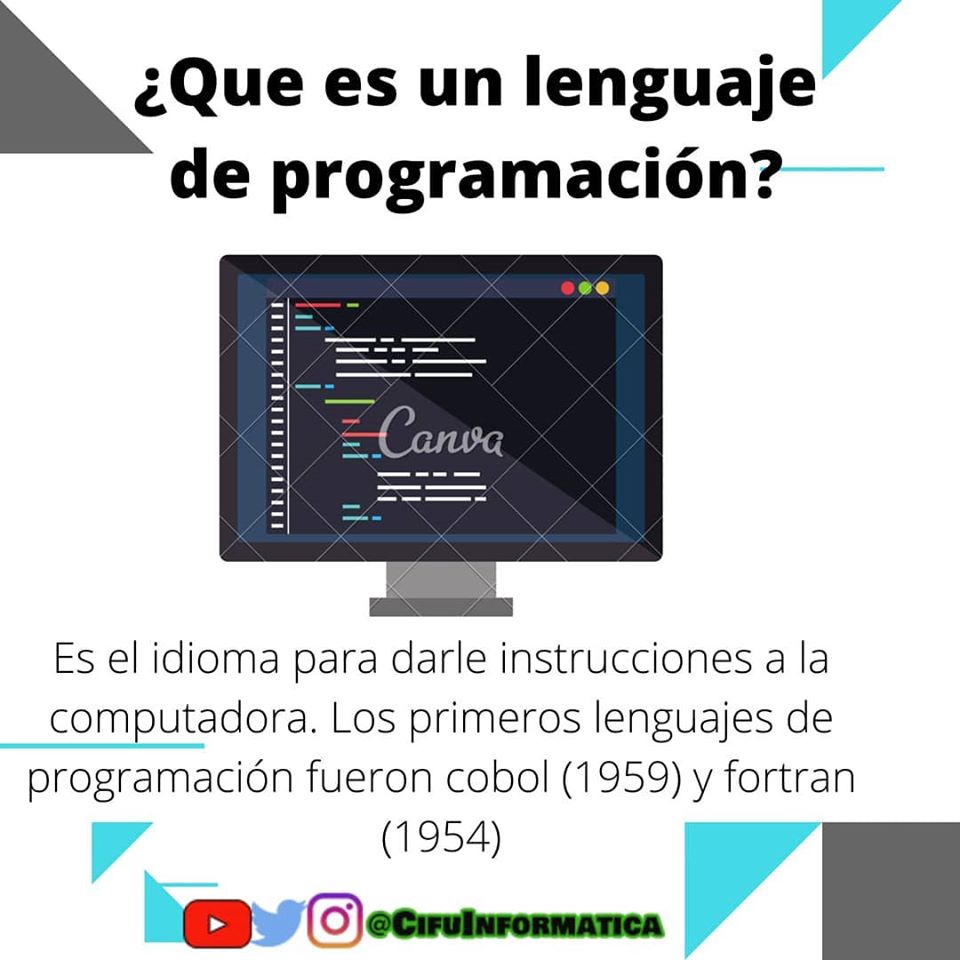 ¿Que es un lenguaje
de programación?
Canva
Es el idioma para darle instrucciones a la
computadora. Los primeros lenguajes de
programación fueron cobol (1959) y fortran
(1954)
@CifuInformatica